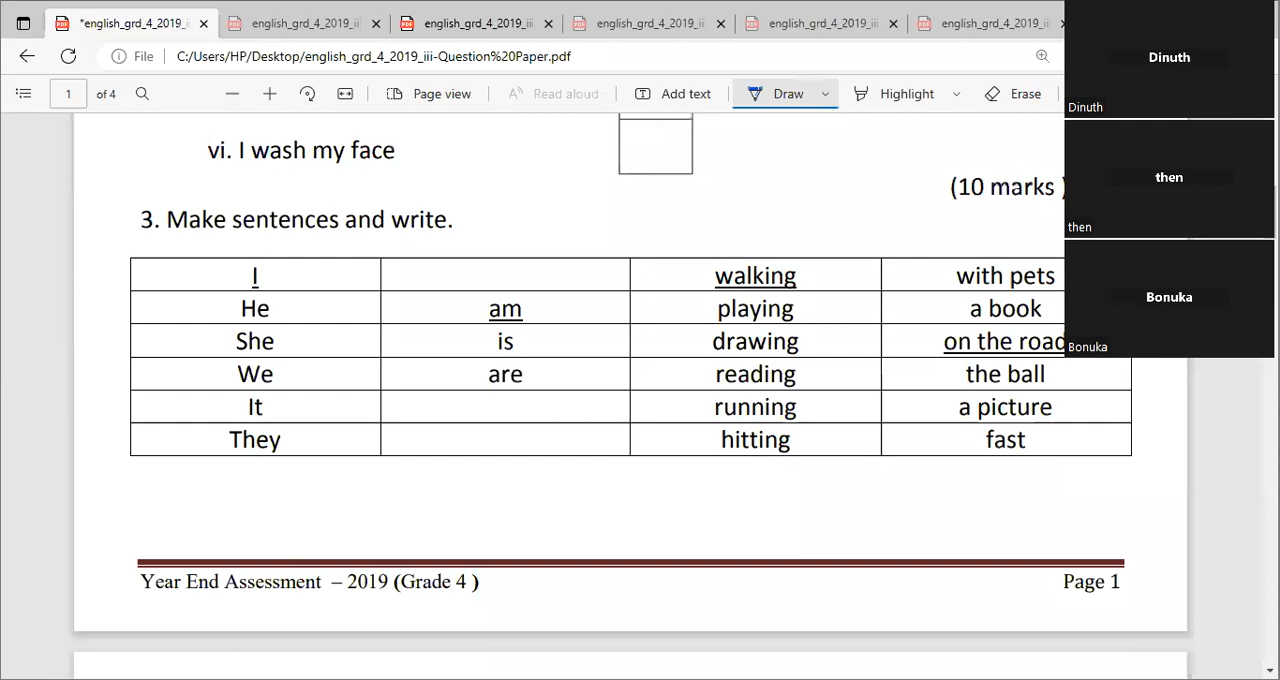 *english_grd_4_2019_i english_grd_4_2019_ii english_grd_4_2019_iii english_grd_4_2019_ii english_grd_4_2019_iii english_grd_4_2019_ii
File C:/Users/HP/Desktop/english_grd_4_2019_iii-Question%20Paper.pdf
1 of 4 Page view Read aloud Add text Draw Highlight Erase
vi. I wash my face
(10 marks )
3. Make sentences and write.
I walking with pets
He am playing a book
She is drawing on the road
We are reading the ball
It running a picture
They hitting fast
Year End Assessment – 2019 (Grade 4 ) Page 1
Dinuth
Dinuth
then
then
Bonuka
Bonuka